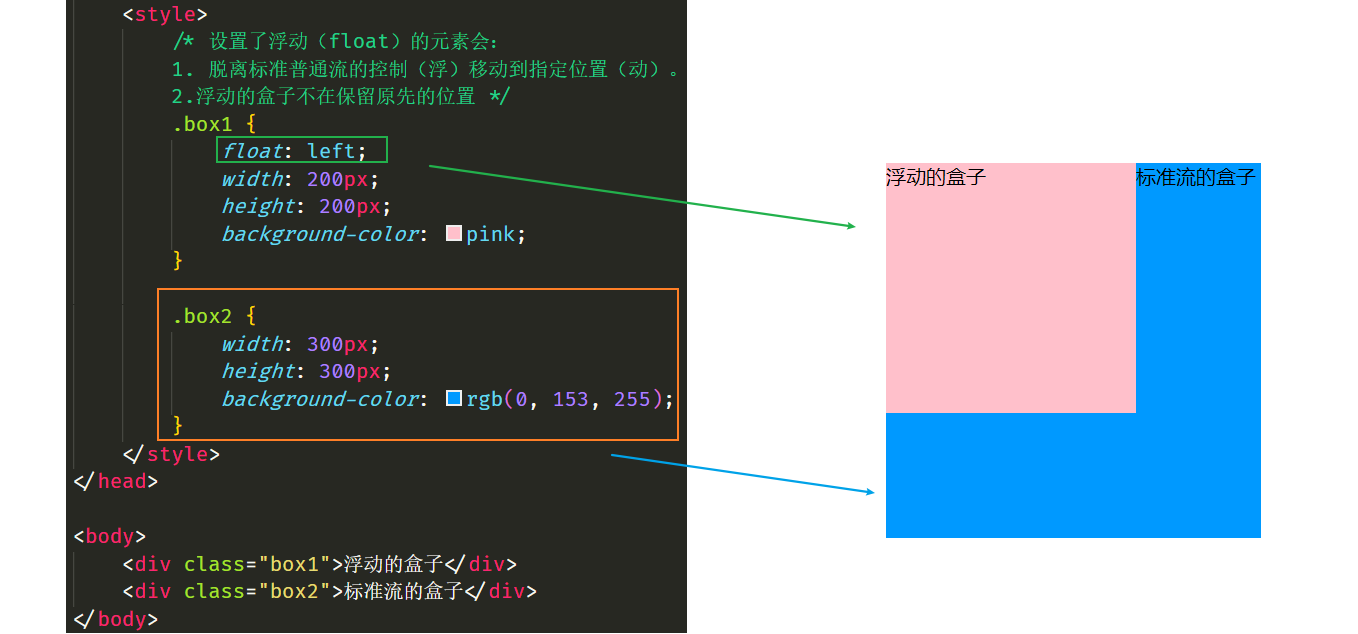 <style>
/* 设置了浮动（float）的元素会：
1. 脱离标准普通流的控制（浮）移动到指定位置（动）。
2.浮动的盒子不在保留原先的位置 */
.box1 {
float: left;
width: 200px;
height: 200px;
background-color: pink;
}
.box2 {
width: 300px;
height: 300px;
background-color: rgb(0, 153, 255);
}
</style>
</head>
<body>
<div class="box1">浮动的盒子</div>
<div class="box2">标准流的盒子</div>
</body>
浮动的盒子
标准流的盒子